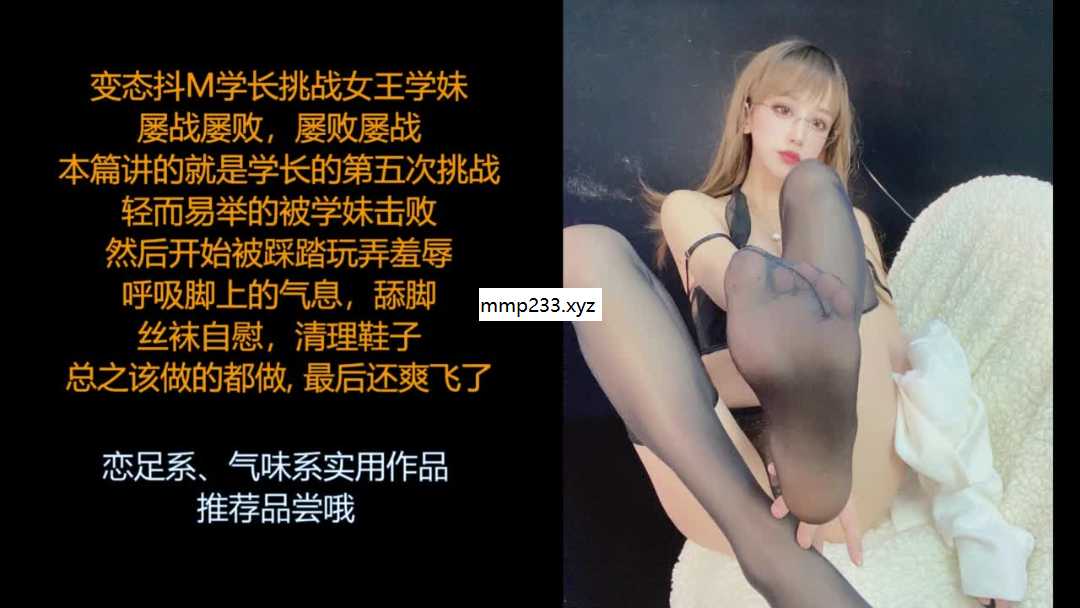 变态抖M学长挑战女王学妹
屡战屡败，屡败屡战
本篇讲的就是学长的第五次挑战
轻而易举的被学妹击败
然后开始被踩踏玩弄羞辱
呼吸脚上的气息，舔脚
丝袜自慰，清理鞋子
总之该做的都做, 最后还爽飞了
恋足系、气味系实用作品
推荐品尝哦
mmp233.xyz